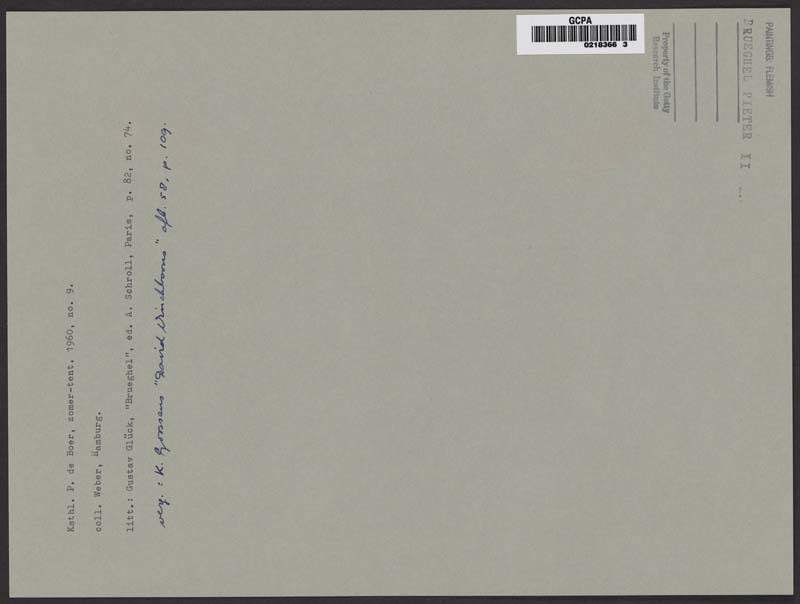 GCPA
0218366 3
PAINTINGS: FLEMISH
BRUEGHEL PIETER II
Property of the Getty
Research Institute
Kathl. P. de Boer, zomer-tent. 1960, no. 9.
coll. Weber, Hamburg.
litt.: Gustav Glück, "Brueghel", ed. A. Schroll, Paris, p. 82, no. 74.
verg.: K. Goossens "David Vinckboons" afb. 58, p. 109.